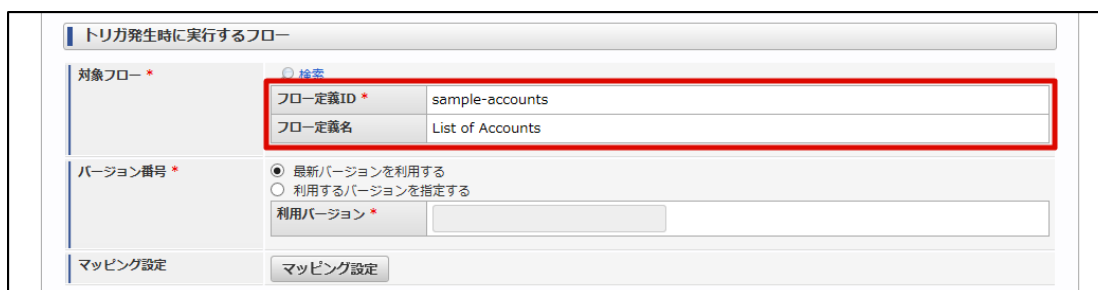 トリガ発生時に実行するフロー
対象フロー *
検索
フロー定義ID * sample-accounts
フロー定義名 List of Accounts
バージョン番号 *
最新バージョンを利用する
利用するバージョンを指定する
利用バージョン *
マッピング設定 マッピング設定